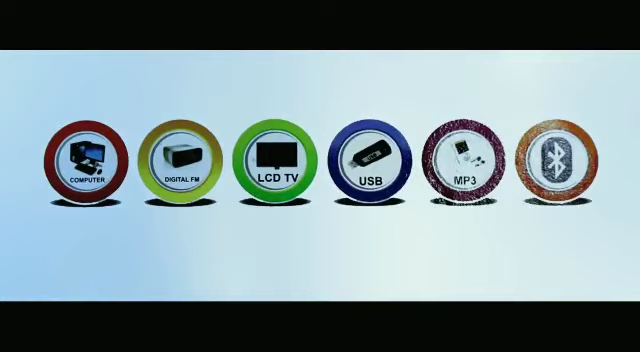 COMPUTER
DIGITAL FM
LCD TV
USB
MP3